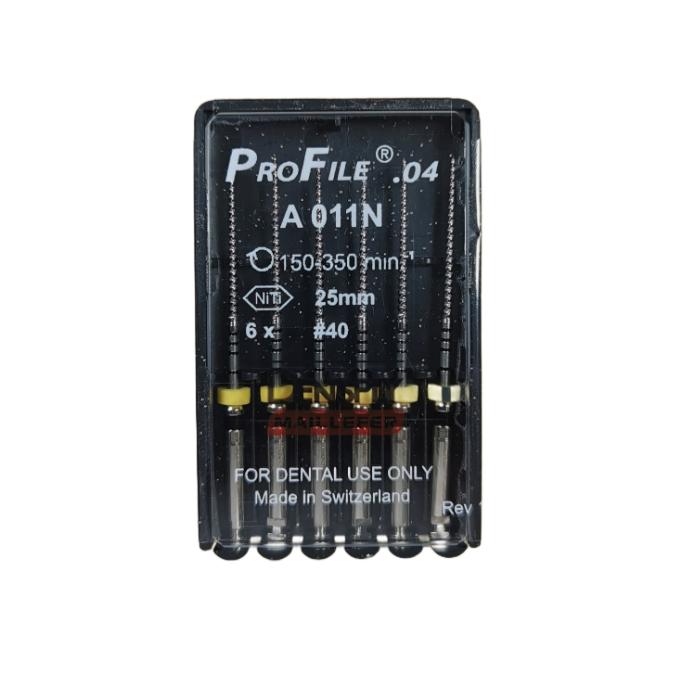 PROFILE® .04
A 011N
150-350 min⁻¹
NiTi 25mm
6 x #40
MAILLEFER
FOR DENTAL USE ONLY
Made in Switzerland
Rev